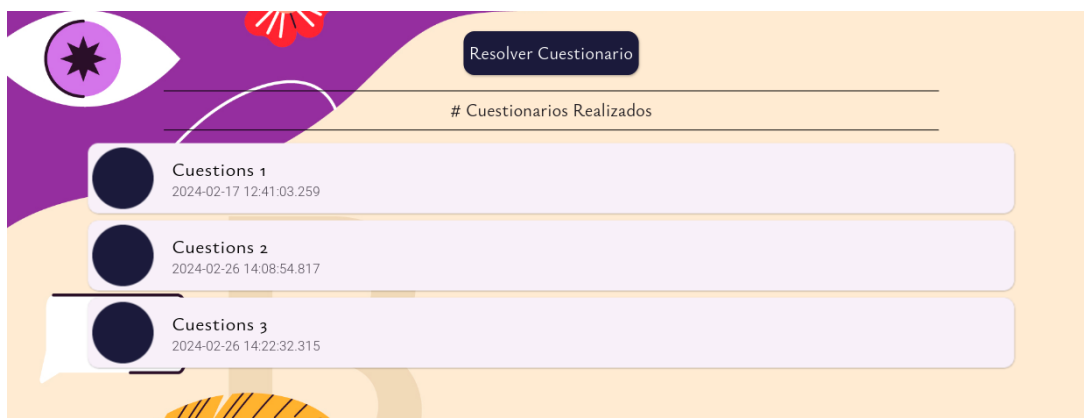 Resolver Cuestionario
# Cuestionarios Realizados
Cuestions 1
2024-02-17 12:41:03.259
Cuestions 2
2024-02-26 14:08:54.817
Cuestions 3
2024-02-26 14:22:32.315